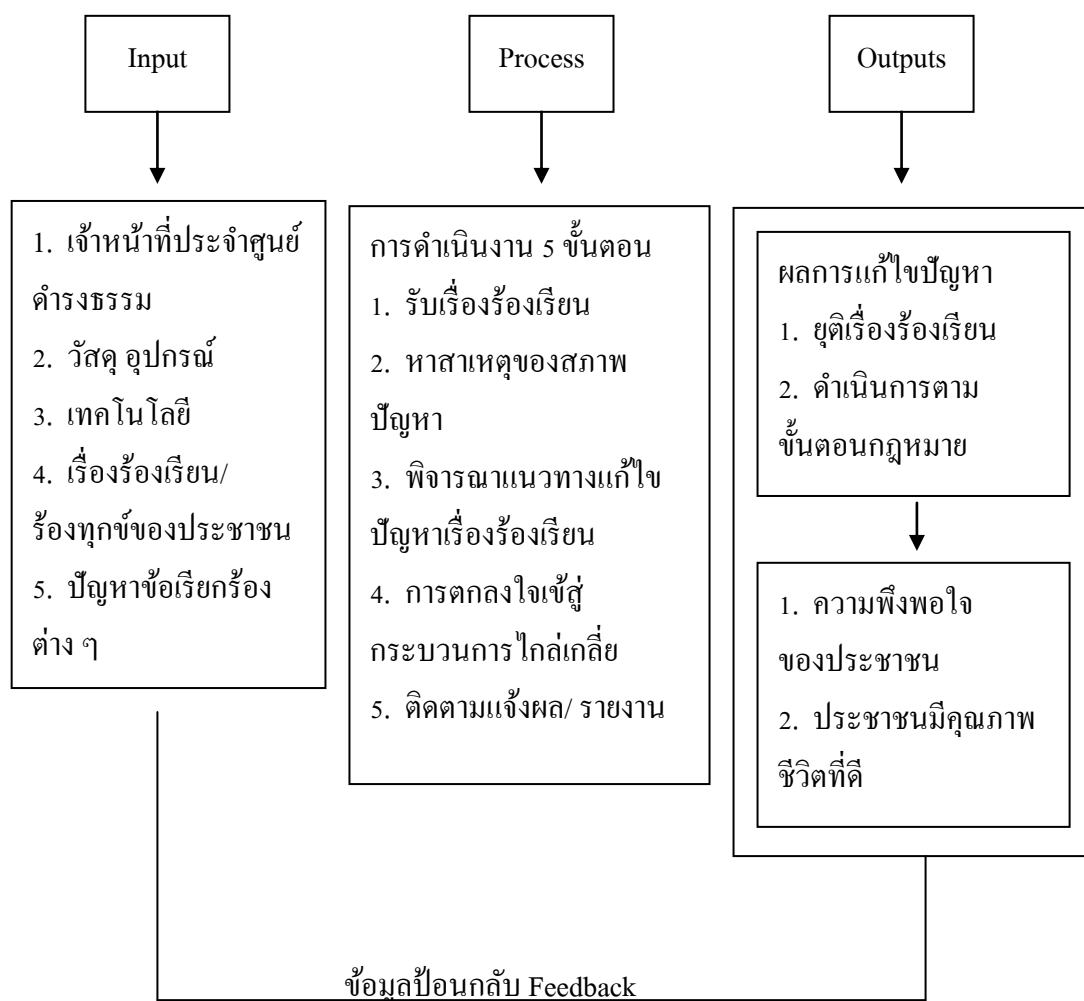 Input
Process
Outputs
1. เจ้าหน้าที่ประจำศูนย์
ดำรงธรรม
2. วัสดุ อุปกรณ์
3. เทคโนโลยี
4. เรื่องร้องเรียน/
ร้องทุกข์ของประชาชน
5. ปัญหาข้อเรียกร้อง
ต่าง ๆ
การดำเนินงาน 5 ขั้นตอน
1. รับเรื่องร้องเรียน
2. หาสาเหตุของสภาพ
ปัญหา
3. พิจารณาแนวทางแก้ไข
ปัญหาเรื่องร้องเรียน
4. การตกลงใจเข้สู่
กระบวนการไกล่เกลี่ย
5. ติดตามแจ้งผล/ รายงาน
ผลการแก้ไขปัญหา
1. ยุติเรื่องร้องเรียน
2. ดำเนินการตาม
ขั้นตอนกฎหมาย
1. ความพึงพอใจ
ของประชาชน
2. ประชาชนมีคุณภาพ
ชีวิตที่ดี
ข้อมูลป้อนกลับ Feedback